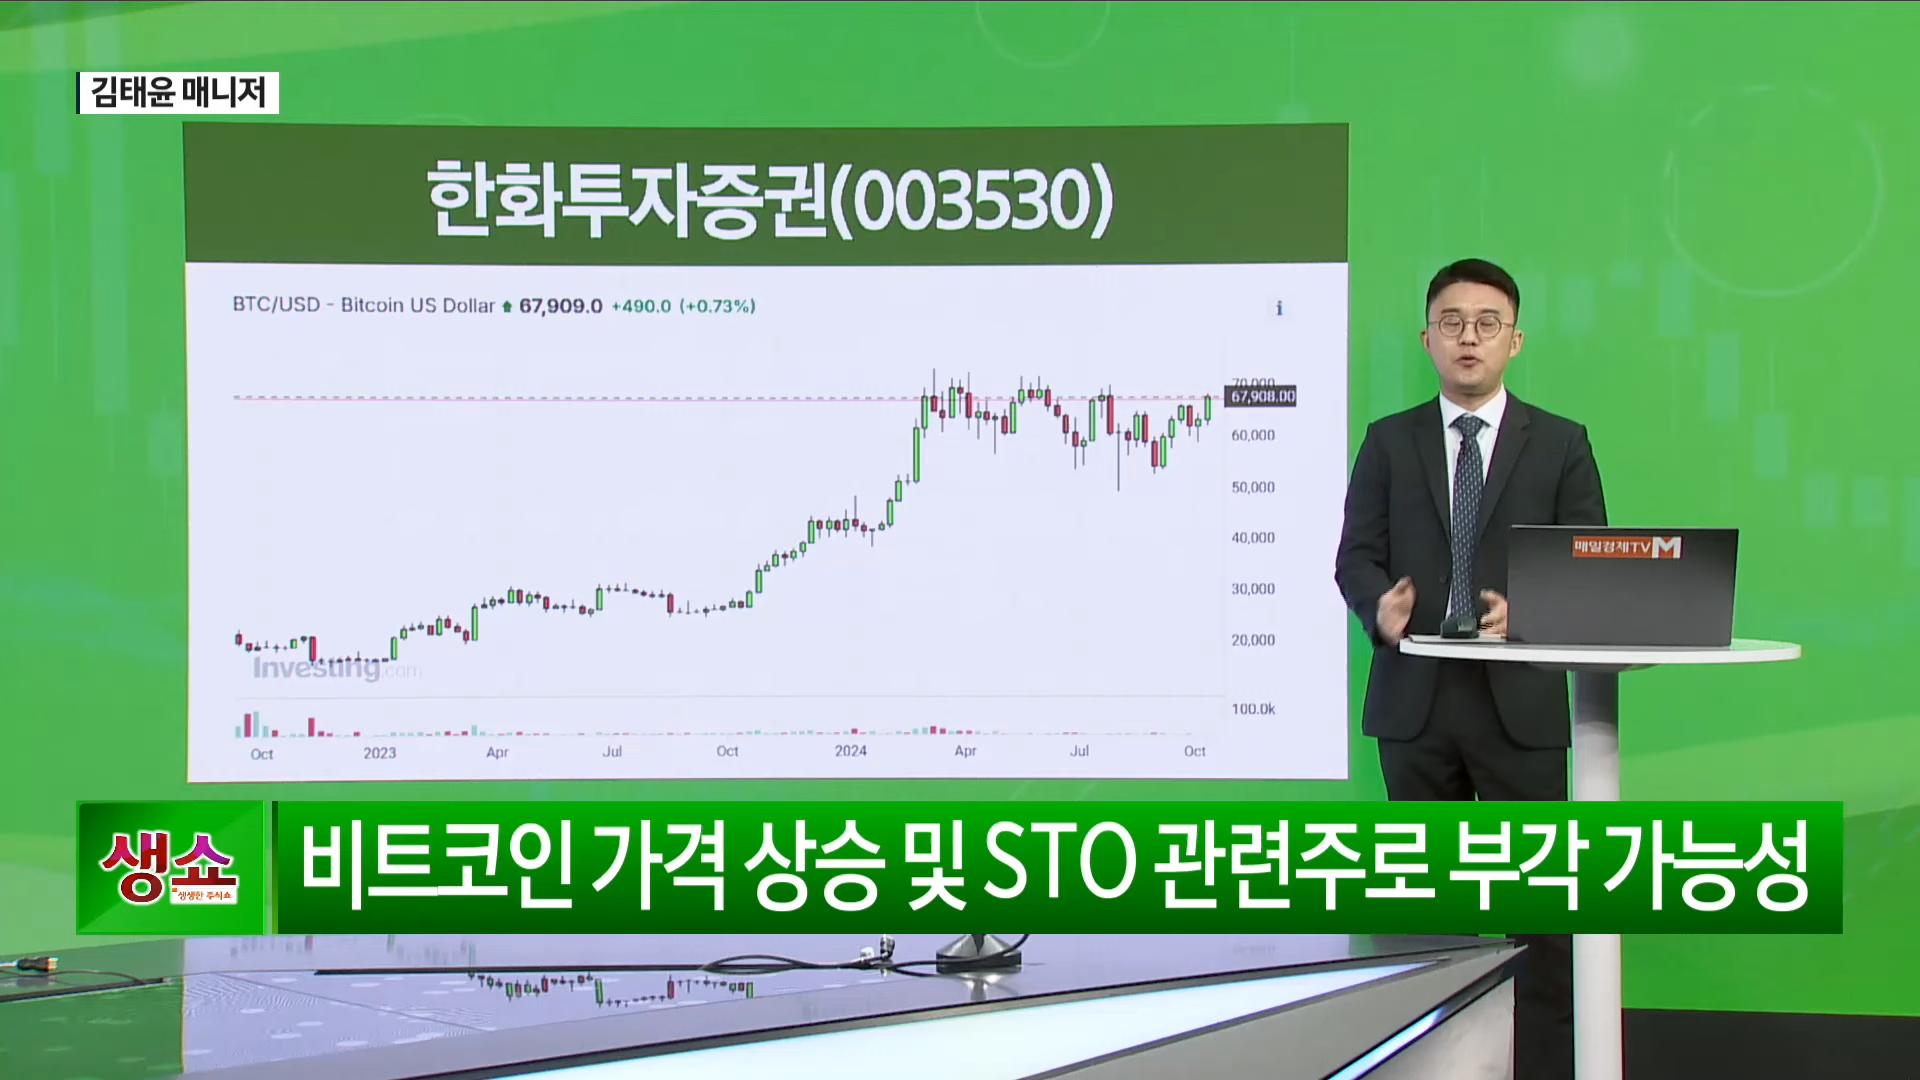 김태윤 매니저
한화투자증권(003530)
BTC/USD - Bitcoin US Dollar 67,909.0 +490.0 (+0.73%)
i
70,000
67,908.00
60,000
50,000
40,000
30,000
20,000
Investing.com
100.0k
Oct 2023 Apr Jul Oct 2024 Apr Jul Oct
매일경제TV M
생쇼
생생한 주식쇼
비트코인 가격 상승 및 STO 관련주로 부각 가능성